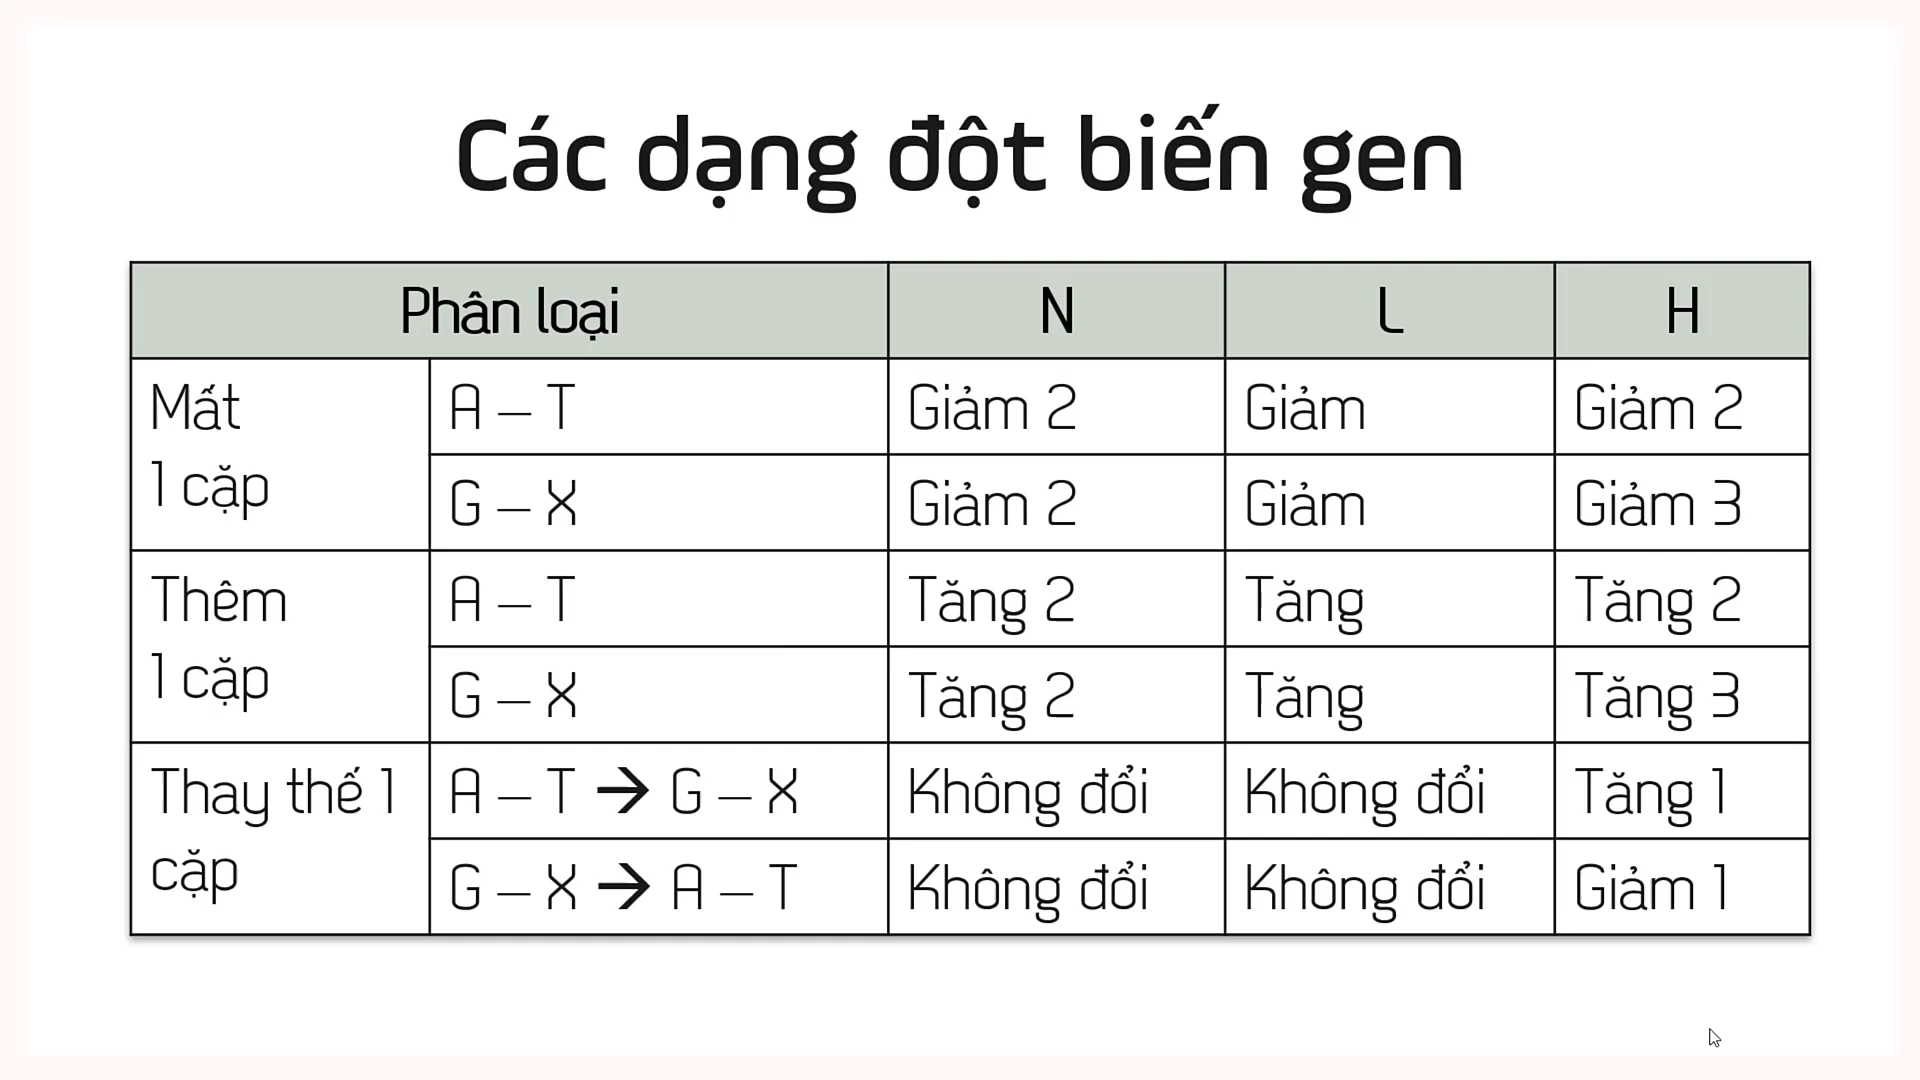 Các dạng đột biến gen
Phân loại N L H
Mất
1 cặp
A – T Giảm 2 Giảm Giảm 2
G – X Giảm 2 Giảm Giảm 3
Thêm
1 cặp
A – T Tăng 2 Tăng Tăng 2
G – X Tăng 2 Tăng Tăng 3
Thay thế 1
cặp
A – T → G – X Không đổi Không đổi Tăng 1
G – X → A – T Không đổi Không đổi Giảm 1